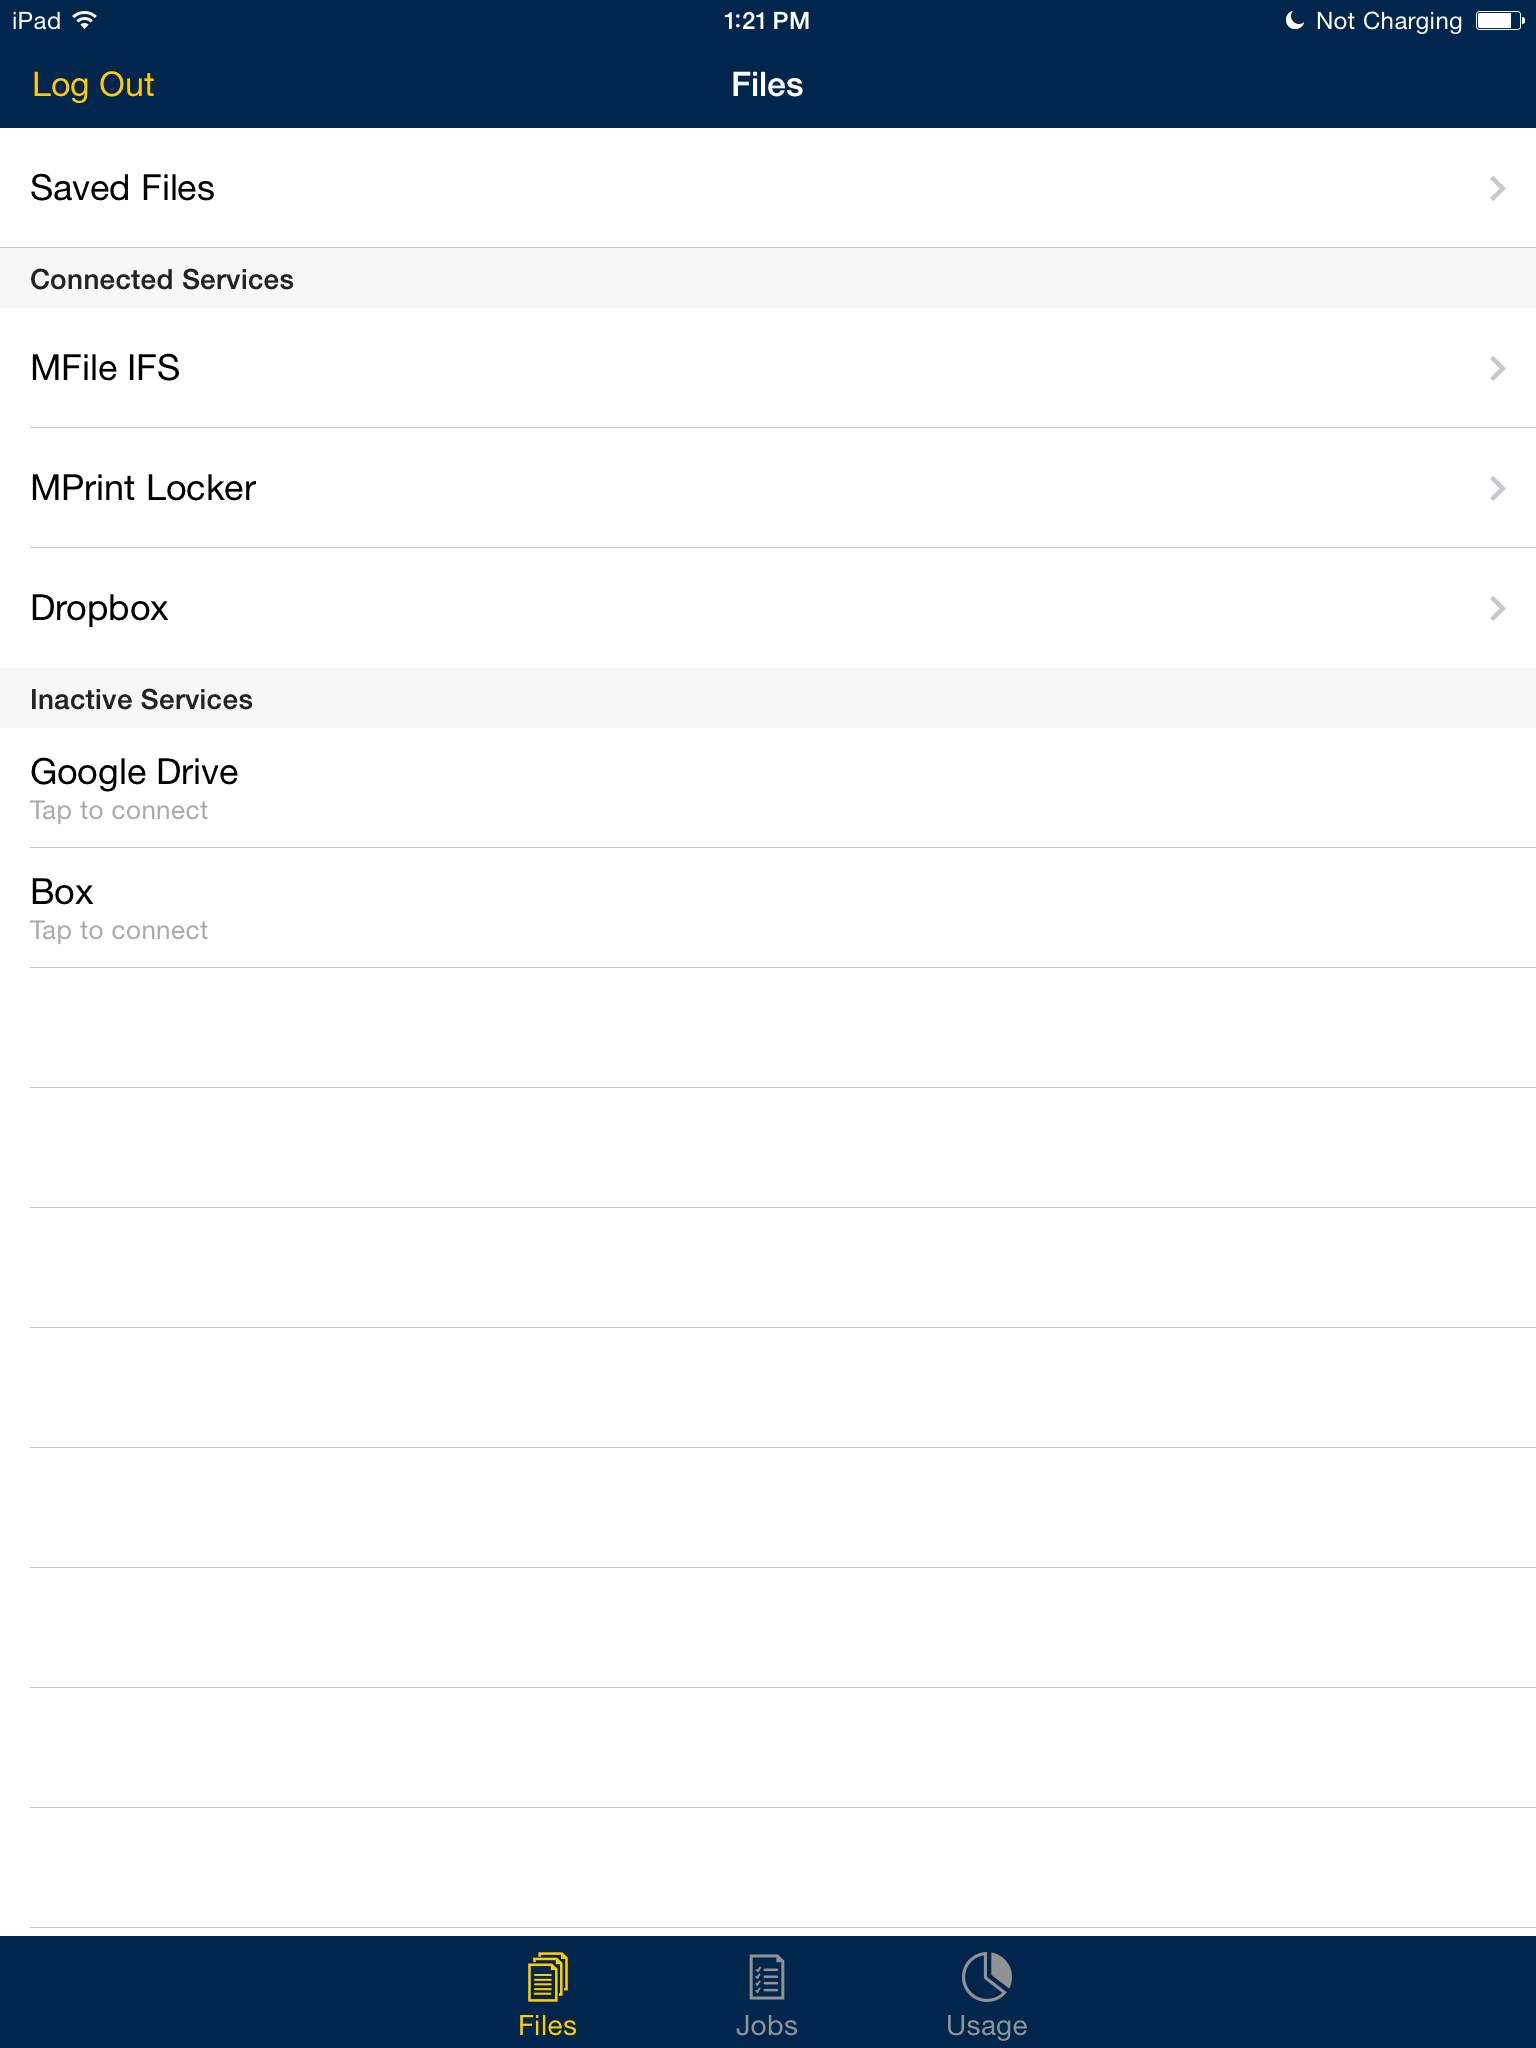 iPad 1:21 PM Not Charging
Log Out Files
Saved Files
Connected Services
MFile IFS
MPrint Locker
Dropbox
Inactive Services
Google Drive
Tap to connect
Box
Tap to connect
Files Jobs Usage